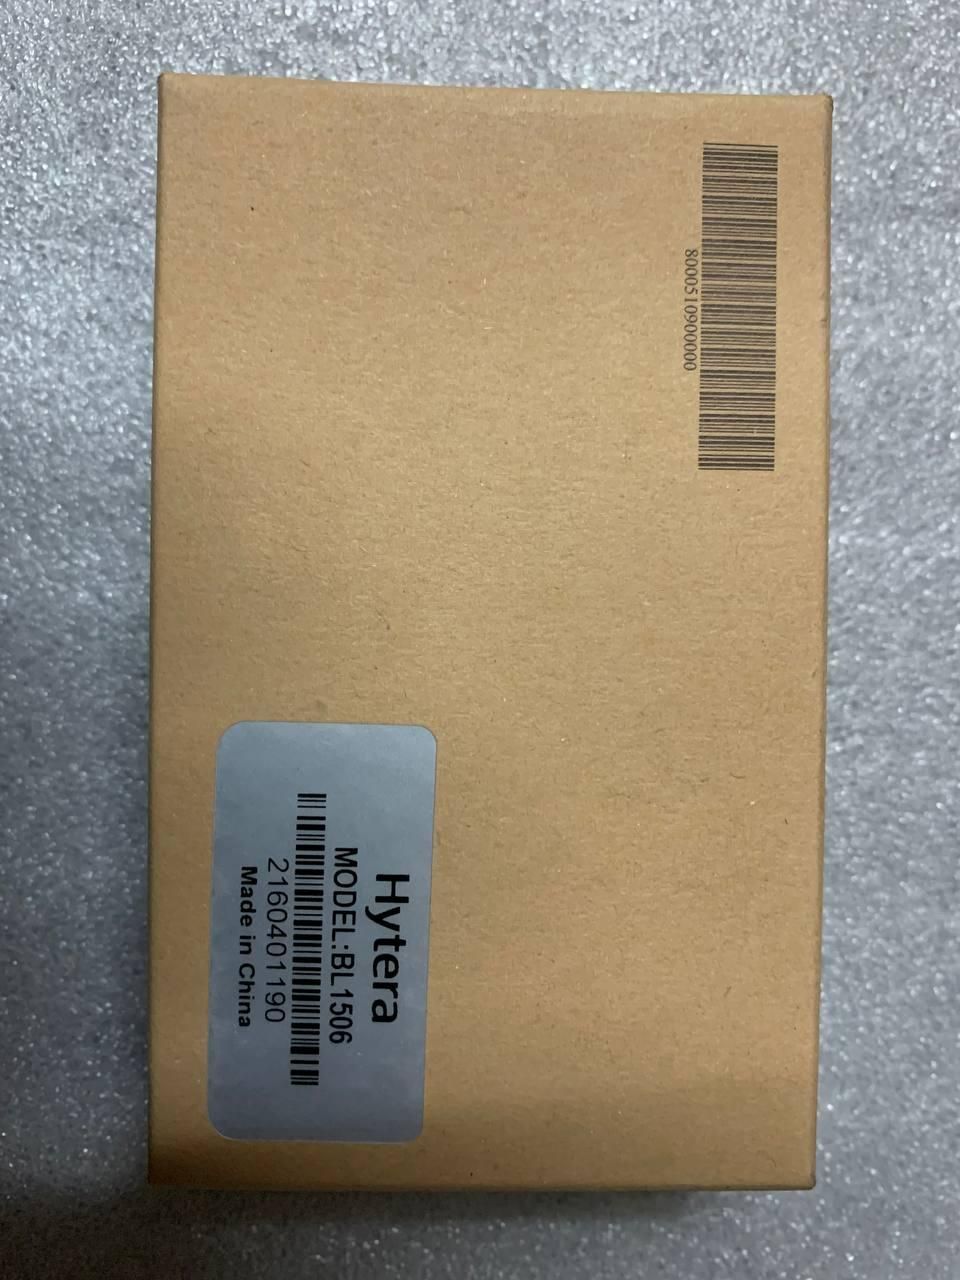 8000510900000
Hytera
MODEL:BL1506
2160401190
Made in China